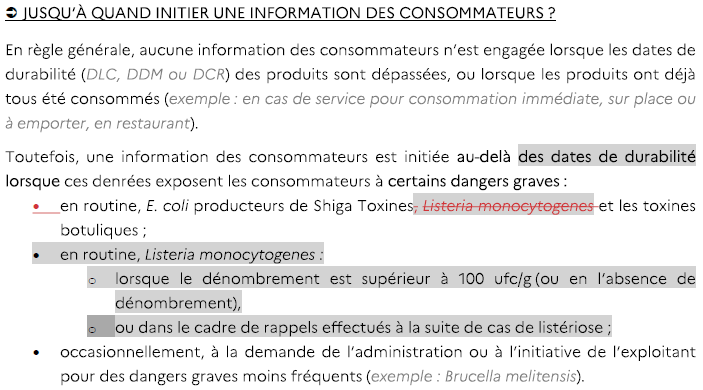 ➲ JUSQU’À QUAND INITIER UNE INFORMATION DES CONSOMMATEURS ?
En règle générale, aucune information des consommateurs n’est engagée lorsque les dates de
durabilité (DLC, DDM ou DCR) des produits sont dépassées, ou lorsque les produits ont déjà
tous été consommés (exemple : en cas de service pour consommation immédiate, sur place ou
à emporter, en restaurant).
Toutefois, une information des consommateurs est initiée au-delà des dates de durabilité
lorsque ces denrées exposent les consommateurs à certains dangers graves :
• en routine, E. coli producteurs de Shiga Toxines, Listeria monocytogenes et les toxines
botuliques ;
• en routine, Listeria monocytogenes :
o lorsque le dénombrement est supérieur à 100 ufc/g (ou en l’absence de
dénombrement),
o ou dans le cadre de rappels effectués à la suite de cas de listériose ;
• occasionnellement, à la demande de l’administration ou à l’initiative de l’exploitant
pour des dangers graves moins fréquents (exemple : Brucella melitensis).